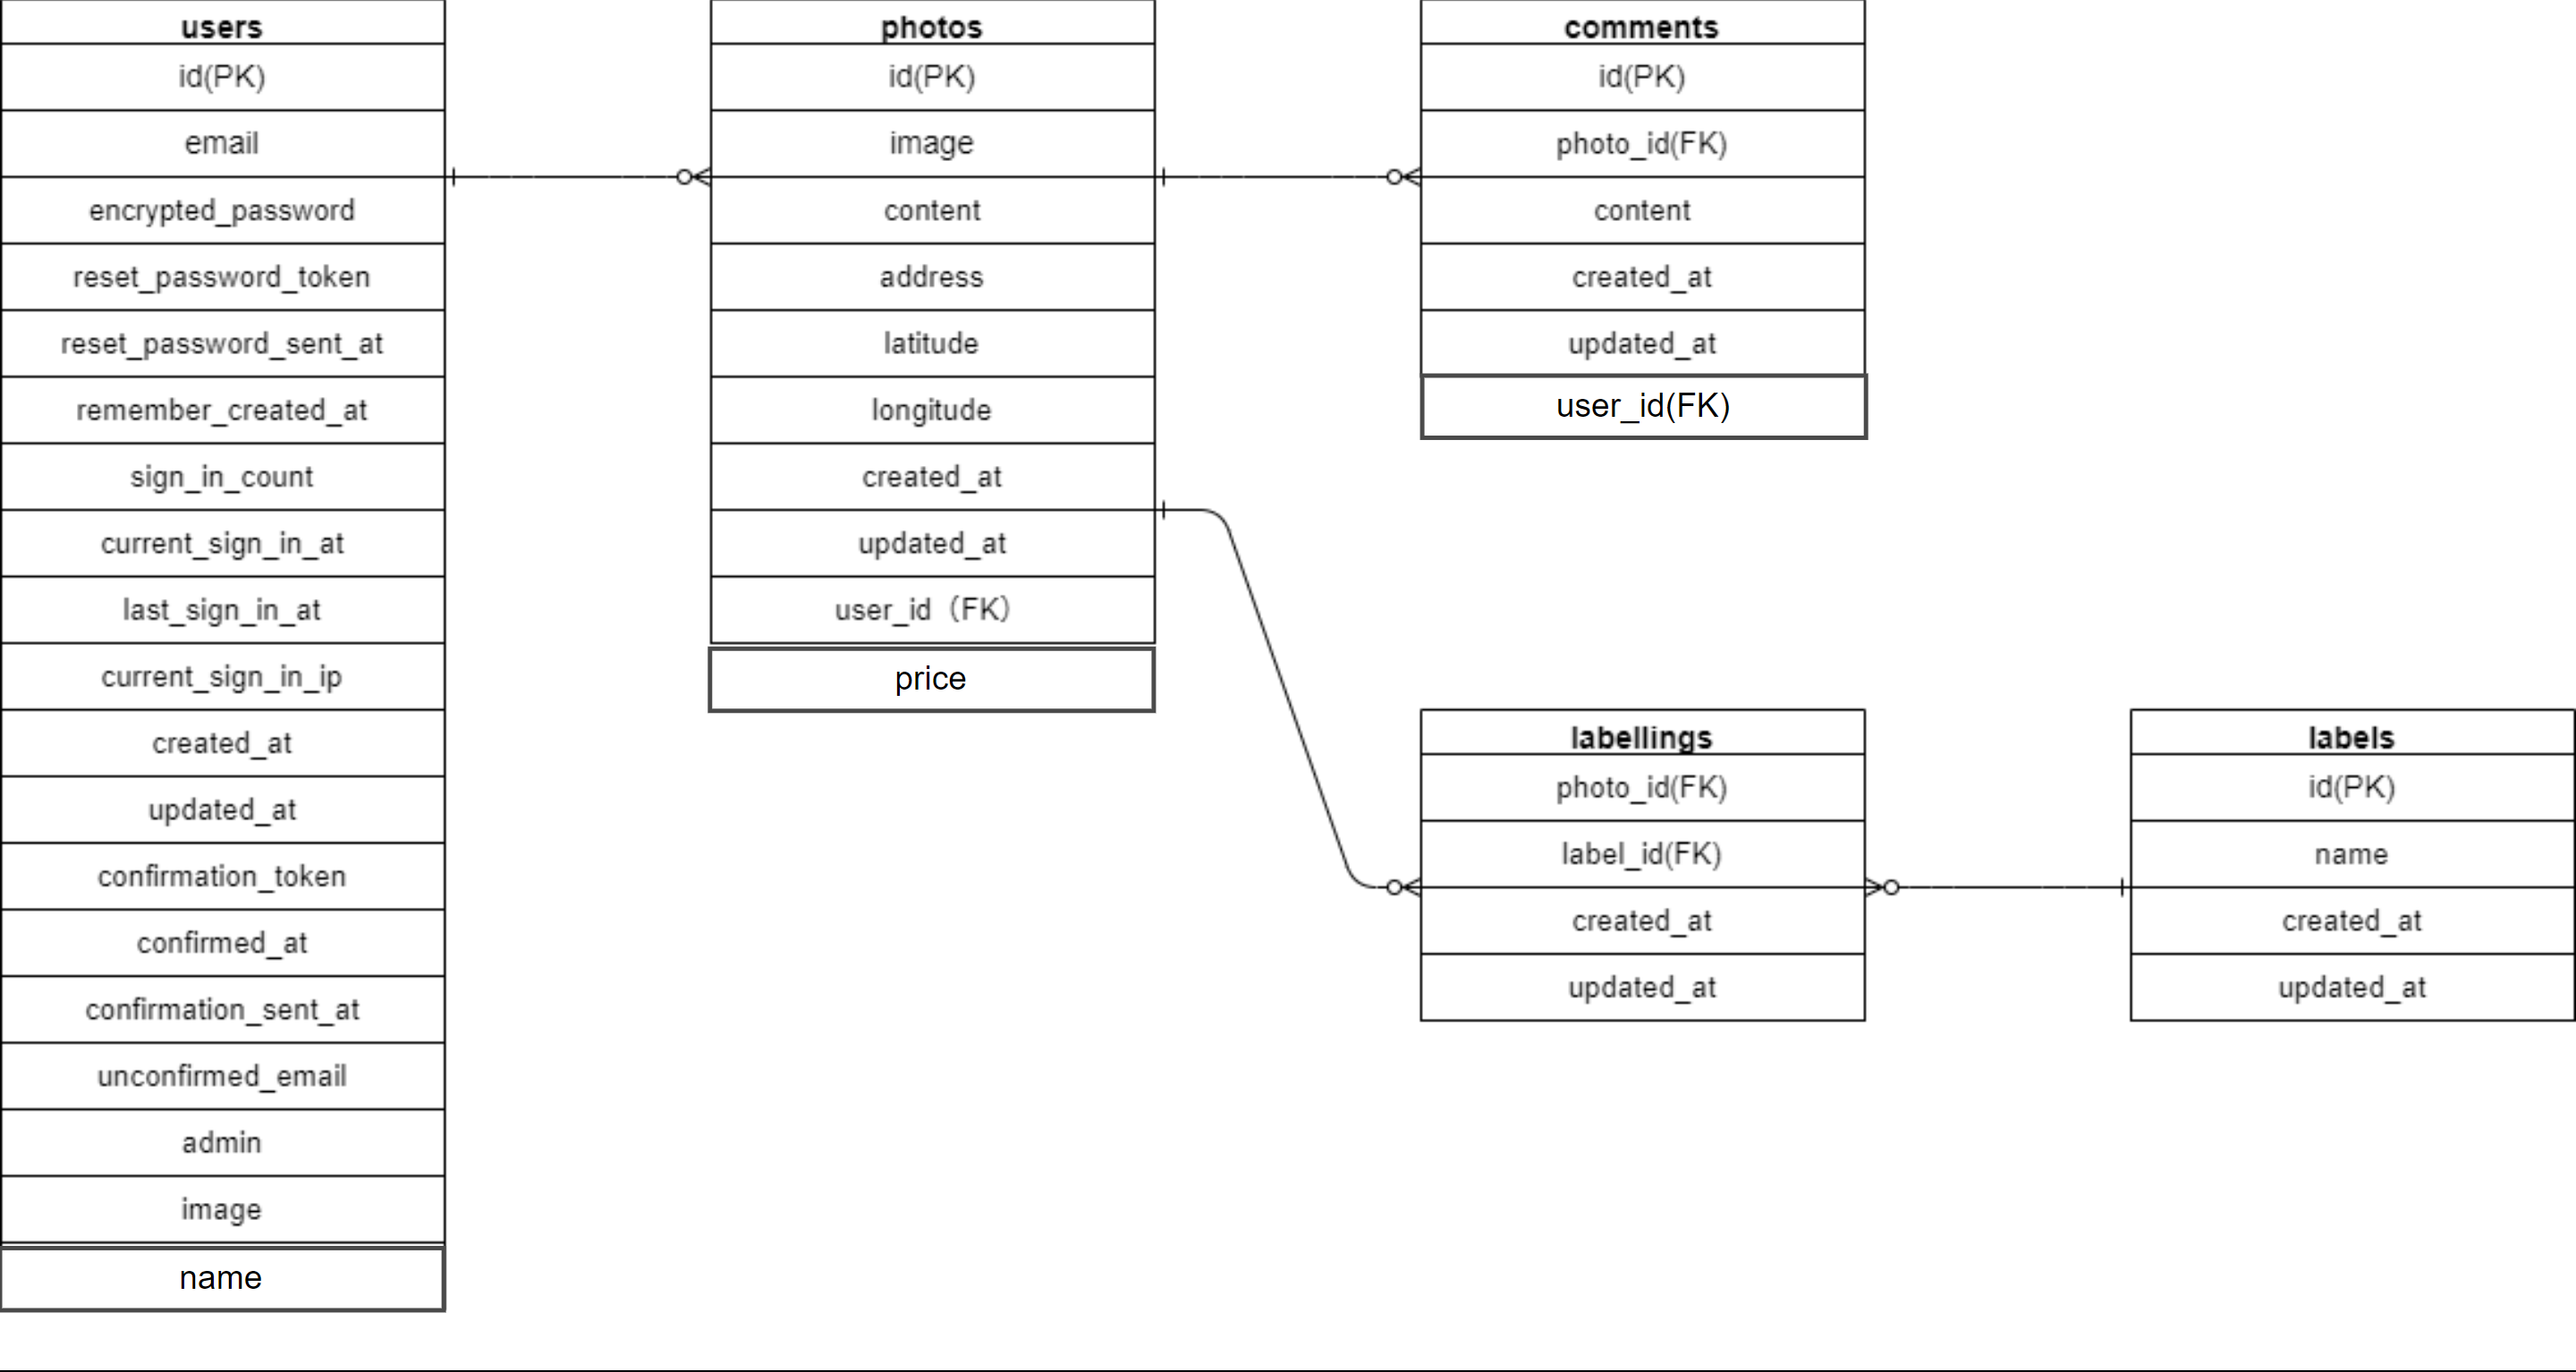 users
id(PK)
email
encrypted_password
reset_password_token
reset_password_sent_at
remember_created_at
sign_in_count
current_sign_in_at
last_sign_in_at
current_sign_in_ip
created_at
updated_at
confirmation_token
confirmed_at
confirmation_sent_at
unconfirmed_email
admin
image
name
photos
id(PK)
image
content
address
latitude
longitude
created_at
updated_at
user_id（FK）
price
comments
id(PK)
photo_id(FK)
content
created_at
updated_at
user_id(FK)
labellings
photo_id(FK)
label_id(FK)
created_at
updated_at
labels
id(PK)
name
created_at
updated_at